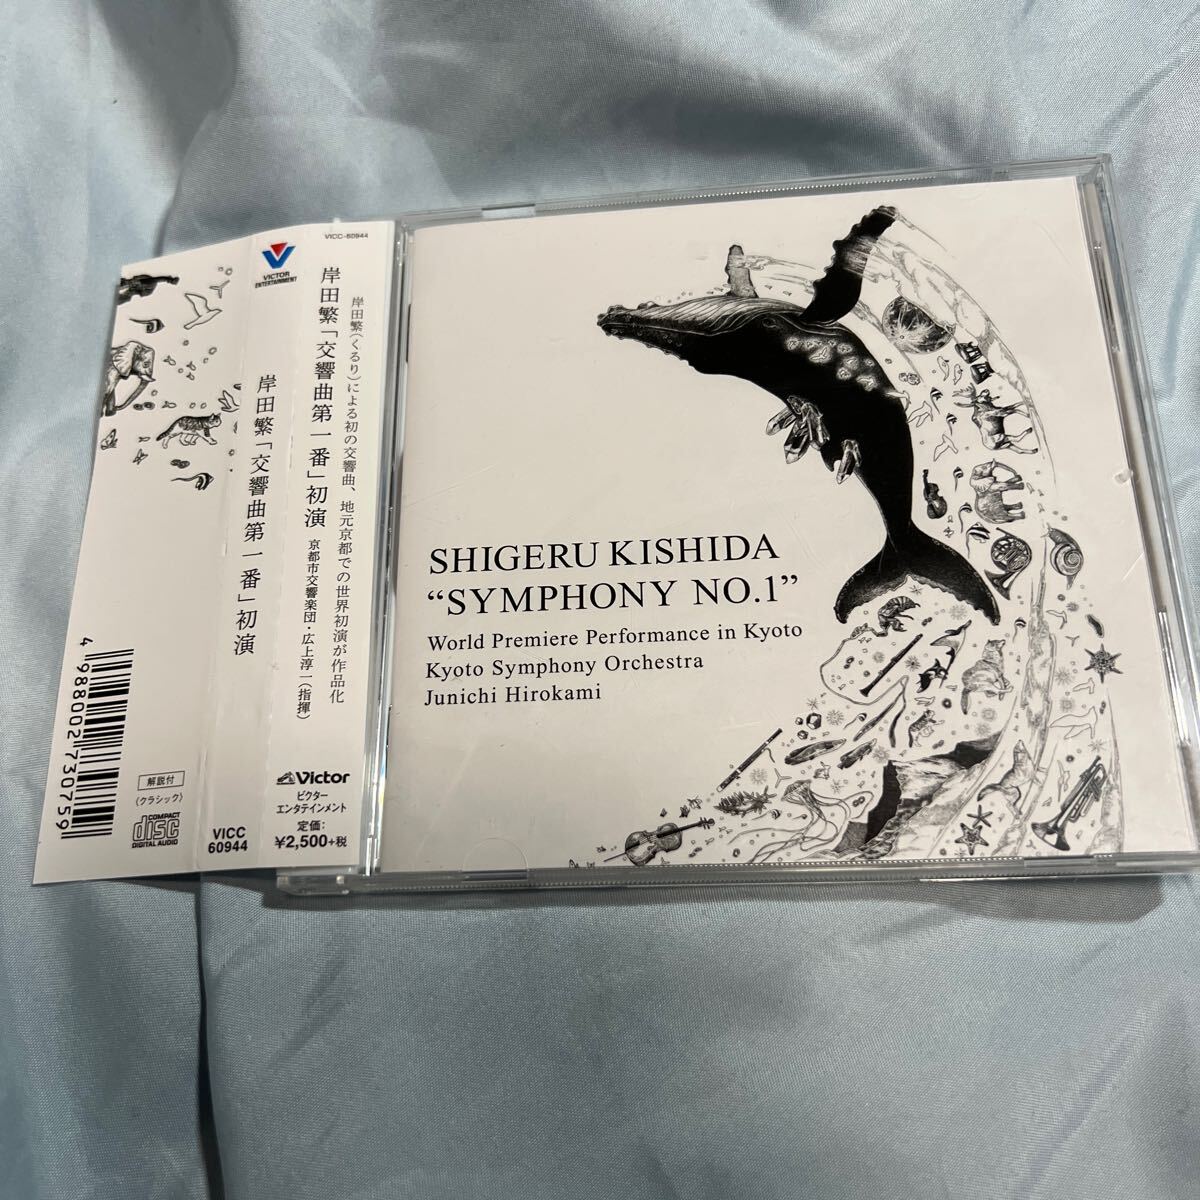 VICC-60944
VICTOR
ENTERTAINMENT
岸田繁(くるり)による初の交響曲、地元京都での世界初演が作品化
岸田繁「交響曲第一番」初演
京都市交響楽団・広上淳一(指揮)
Victor
ビクター
エンタテインメント
定価:
¥2,500+税
岸田繁「交響曲第一番」初演
VICC
60944
4 988002 730759
解説付
(クラシック)
COMPACT
disc
DIGITAL AUDIO
SHIGERU KISHIDA
“SYMPHONY NO.1”
World Premiere Performance in Kyoto
Kyoto Symphony Orchestra
Junichi Hirokami